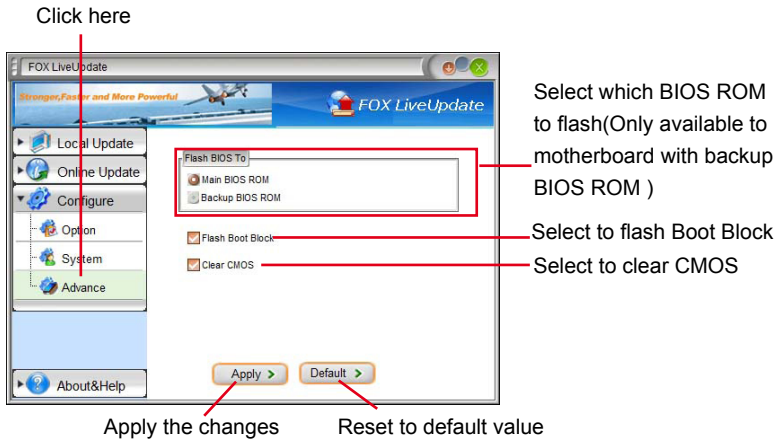 Click here
FOX LiveUpdate
Stronger,Faster and More Powerful
FOX LiveUpdate
Local Update
Online Update
Configure
Option
System
Advance
About&Help
Flash BIOS To
Main BIOS ROM
Backup BIOS ROM
Flash Boot Block
Clear CMOS
Apply
Default
Select which BIOS ROM
to flash(Only available to
motherboard with backup
BIOS ROM )
Select to flash Boot Block
Select to clear CMOS
Apply the changes
Reset to default value